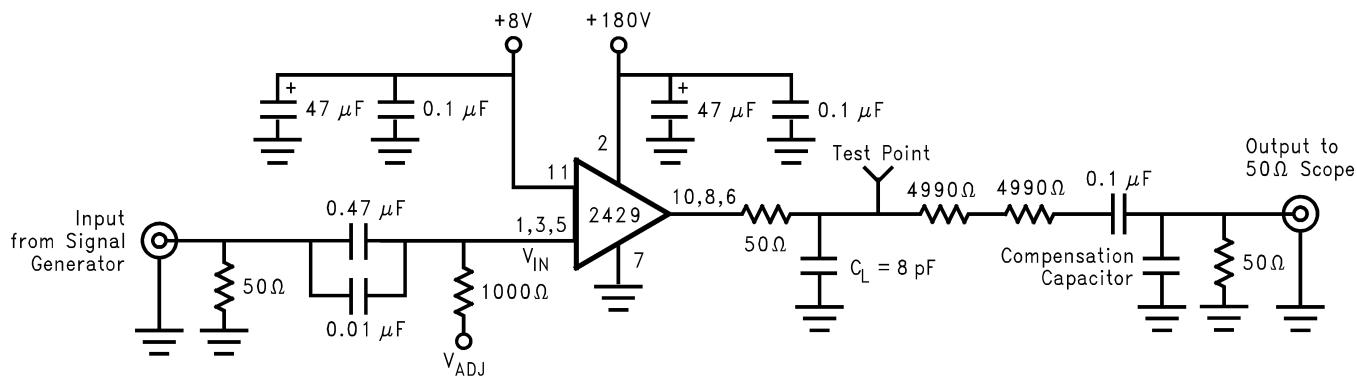 +8V
+180V
+
47 µF
0.1 µF
+
47 µF
0.1 µF
2
11
2429
10,8,6
1,3,5
V_IN
7
Input
from Signal
Generator
0.47 µF
50Ω
0.01 µF
1000Ω
V_ADJ
50Ω
C_L = 8 pF
Test Point
4990Ω
4990Ω
0.1 µF
Compensation
Capacitor
50Ω
Output to
50Ω Scope